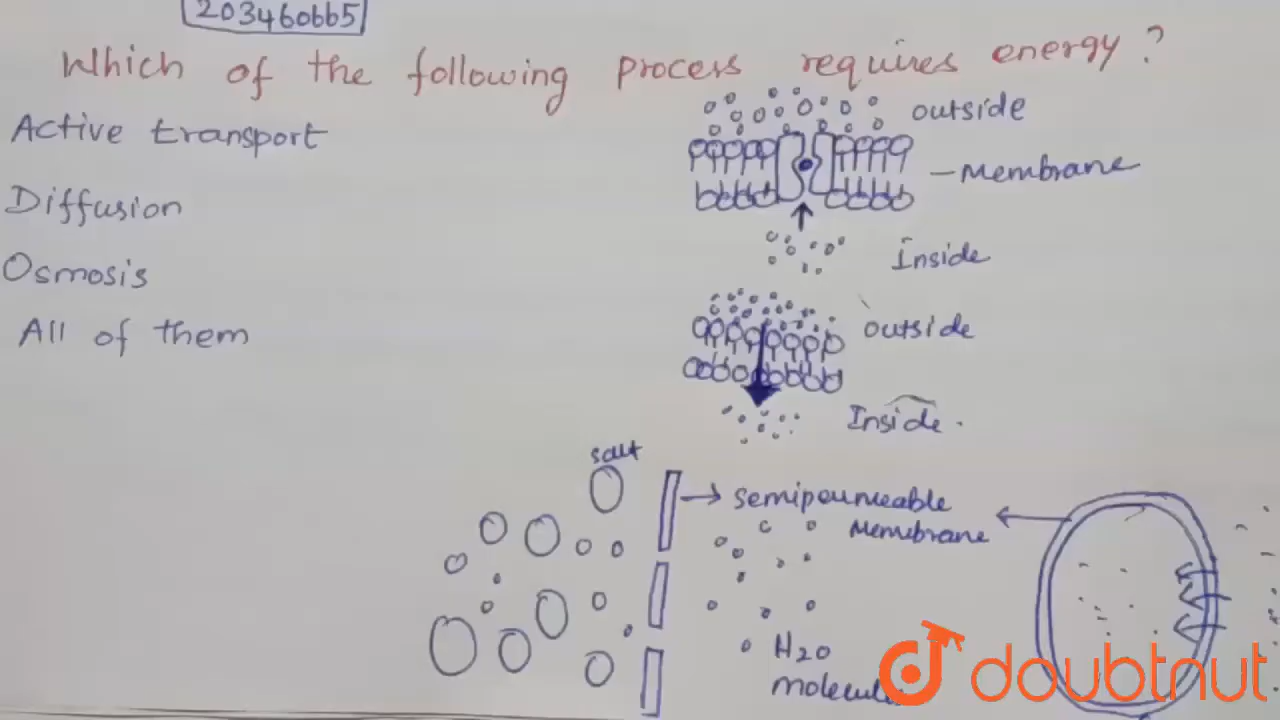 203460665
Which of the following process requires energy?
Active transport
Diffusion
Osmosis
All of them
outside
Membrane
Inside
outside
Inside.
salt
semipermeable
Membrane
H2O
molecules
doubtnut